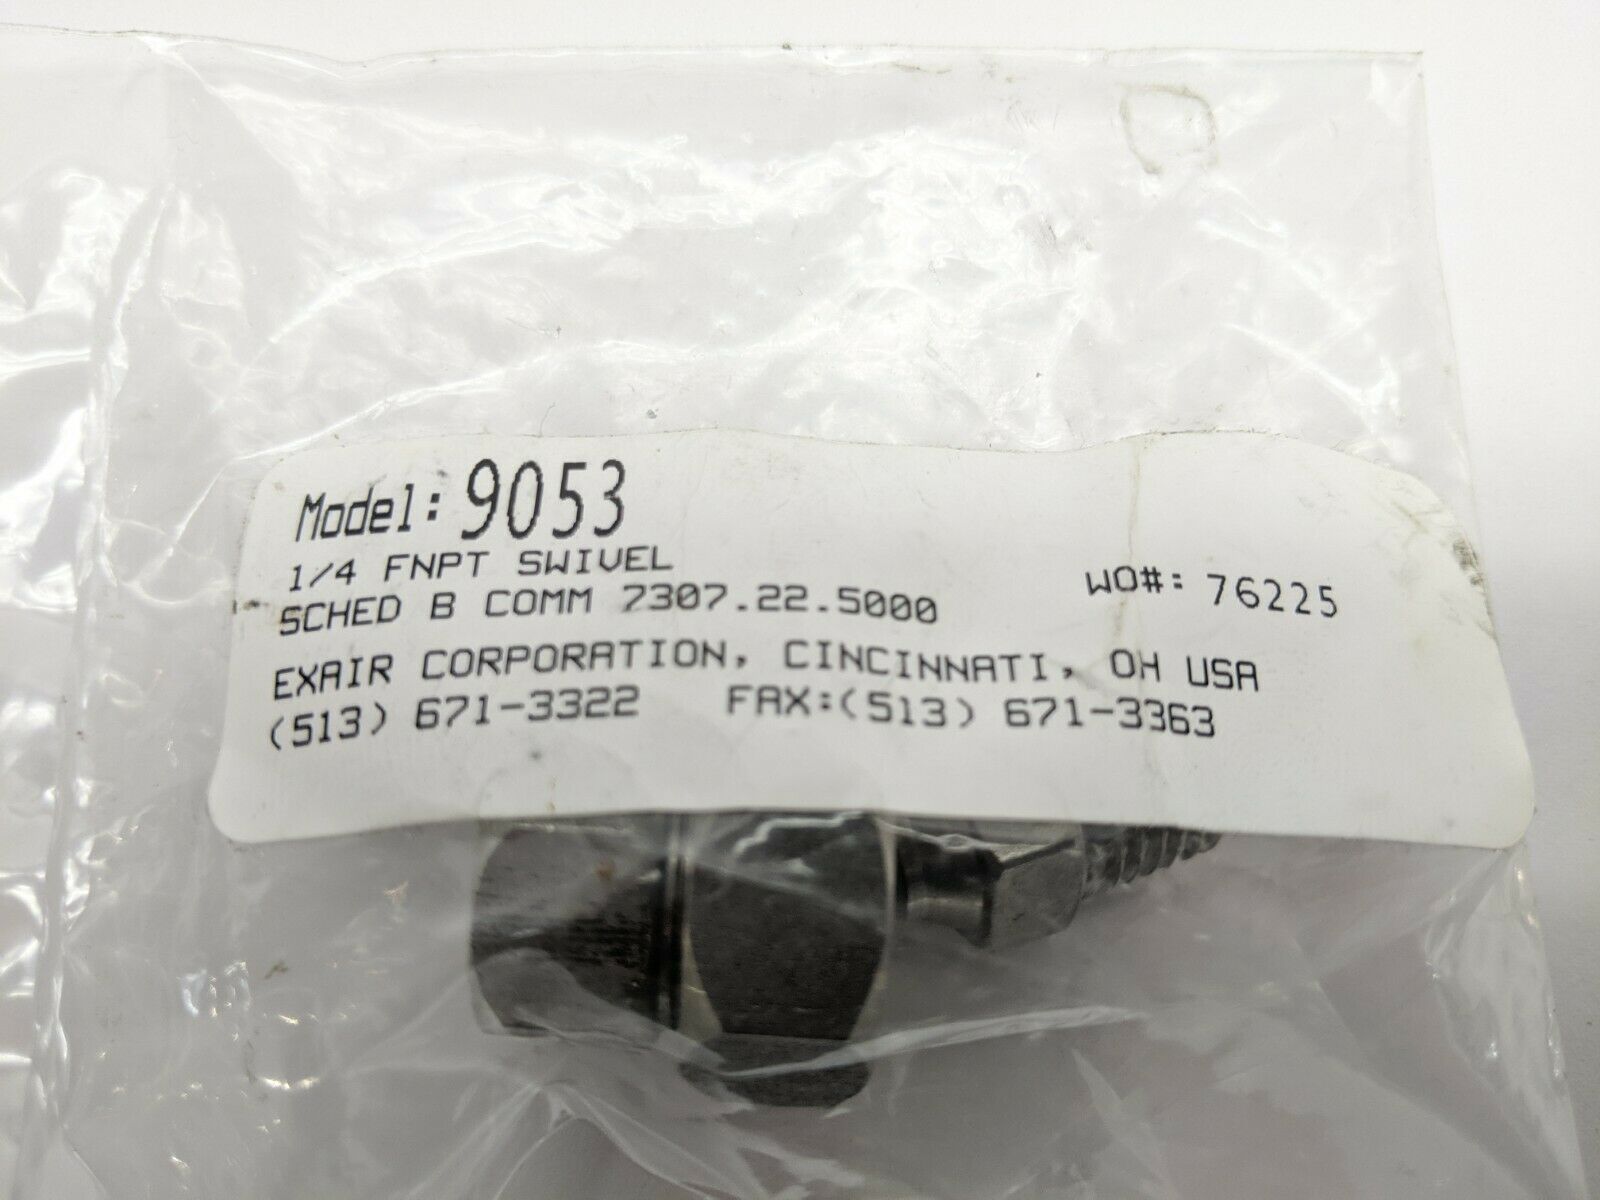 Model: 9053
1/4 FNPT SWIVEL
WO#: 76225
SCHED B COMM 7307.22.5000
EXAIR CORPORATION, CINCINNATI, OH USA
(513) 671-3322 FAX:(513) 671-3363